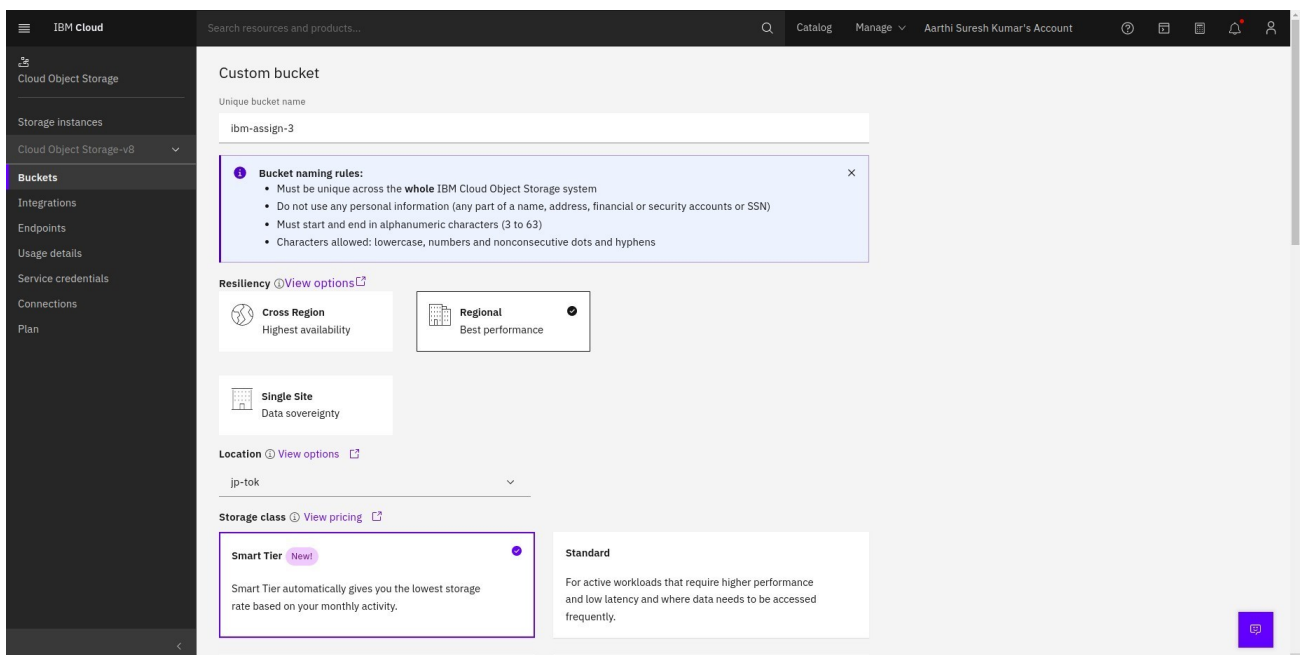 IBM Cloud
Search resources and products...
Catalog
Manage
Aarthi Suresh Kumar's Account
Cloud Object Storage
Storage instances
Cloud Object Storage-v8
Buckets
Integrations
Endpoints
Usage details
Service credentials
Connections
Plan
Custom bucket
Unique bucket name
ibm-assign-3
Bucket naming rules:
• Must be unique across the whole IBM Cloud Object Storage system
• Do not use any personal information (any part of a name, address, financial or security accounts or SSN)
• Must start and end in alphanumeric characters (3 to 63)
• Characters allowed: lowercase, numbers and nonconsecutive dots and hyphens
Resiliency View options
Cross Region
Highest availability
Regional
Best performance
Single Site
Data sovereignty
Location View options
jp-tok
Storage class View pricing
Smart Tier New!
Smart Tier automatically gives you the lowest storage
rate based on your monthly activity.
Standard
For active workloads that require higher performance
and low latency and where data needs to be accessed
frequently.